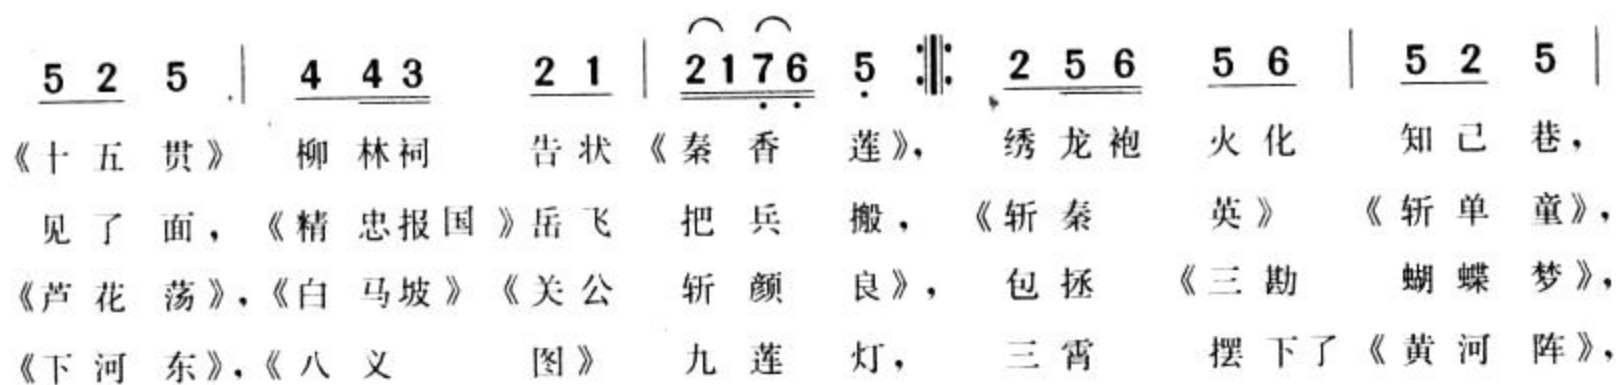 5 2 5 | 4 4 3 2 1 | 2 1 7 6 5 :‖: 2 5 6 5 6 | 5 2 5 |
《十五贯》 柳林祠 告状《秦香莲》， 绣龙袍 火化 知己巷，
见了面，《精忠报国》岳飞 把兵搬，《斩秦英》《斩单童》，
《芦花荡》，《白马坡》《关公 斩颜良》， 包拯《三勘 蝴蝶梦》，
《下河东》，《八义图》 九莲灯， 三霄 摆下了《黄河阵》，